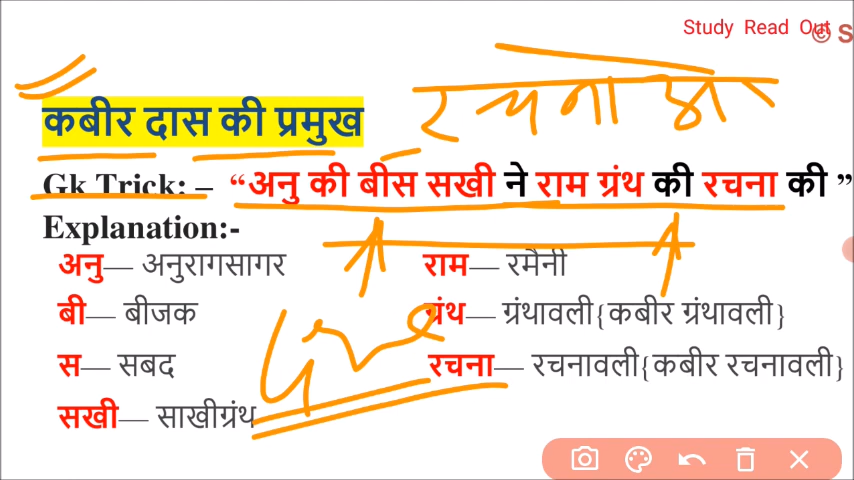 Study Read Out
© S
रचनाओ
कबीर दास की प्रमुख
Gk Trick: – “अनु की बीस सखी ने राम ग्रंथ की रचना की ”
Explanation:-
अनु— अनुरागसागर
राम— रमैनी
बी— बीजक
ग्रंथ— ग्रंथावली{कबीर ग्रंथावली}
स— सबद
रचना— रचनावली{कबीर रचनावली}
सखी— साखीग्रंथ